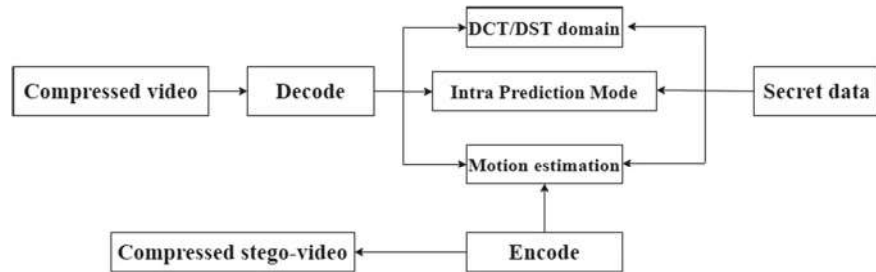 DCT/DST domain
Compressed video
Decode
Intra Prediction Mode
Secret data
Motion estimation
Compressed stego-video
Encode